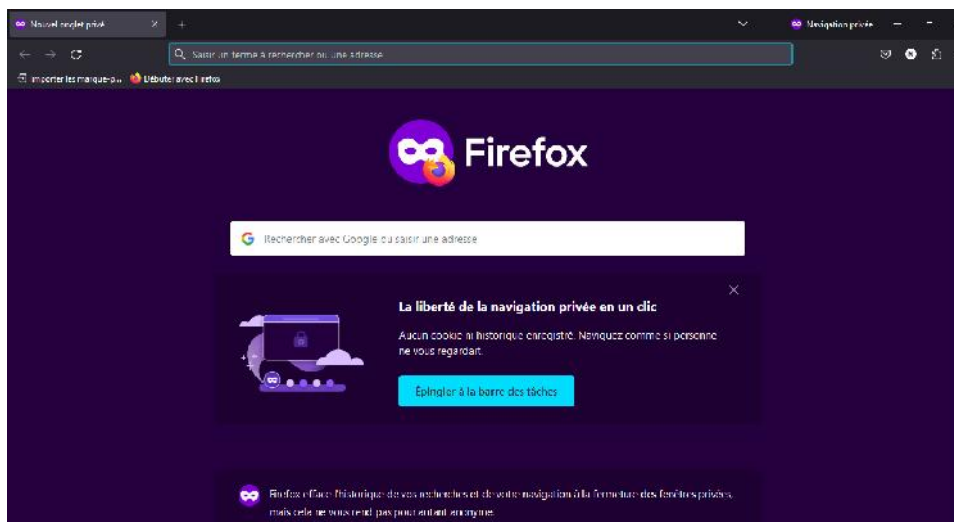 Nouvel onglet privé
Navigation privée
Saisir un terme à rechercher ou une adresse
Importer les marque-p... Débuter avec Firefox
Firefox
Rechercher avec Google ou saisir une adresse
La liberté de la navigation privée en un clic
Aucun cookie ni historique enregistré. Naviguez comme si personne
ne vous regardait.
Épingler à la barre des tâches
Firefox efface l'historique de vos recherches et de votre navigation à la fermeture des fenêtres privées,
mais cela ne vous rend pas pour autant anonyme.